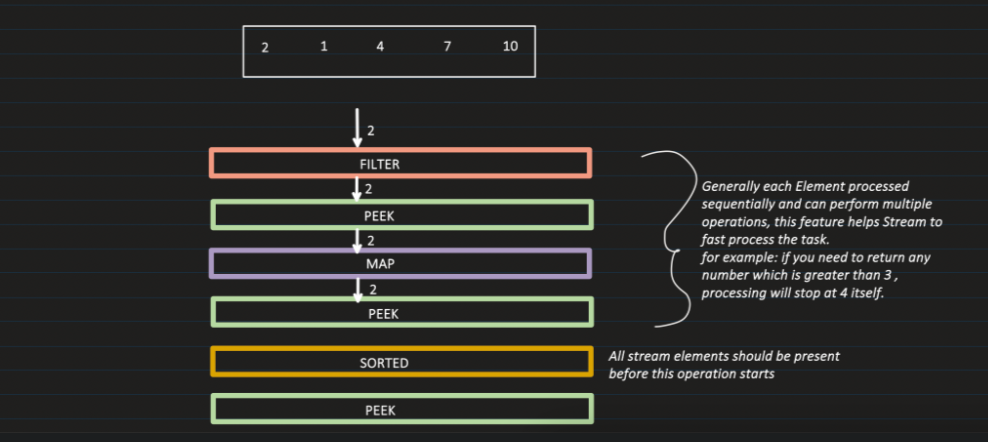 2 1 4 7 10
2
FILTER
2
PEEK
2
MAP
2
PEEK
Generally each Element processed
sequentially and can perform multiple
operations, this feature helps Stream to
fast process the task.
for example: if you need to return any
number which is greater than 3 ,
processing will stop at 4 itself.
SORTED
All stream elements should be present
before this operation starts
PEEK